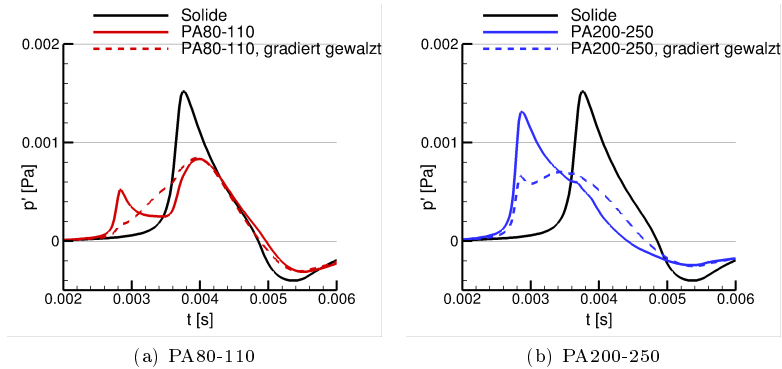 Solide
PA80-110
PA80-110, gradiert gewalzt
0.002
0.001
0
p' [Pa]
0.002 0.003 0.004 0.005 0.006
t [s]
(a) PA80-110
Solide
PA200-250
PA200-250, gradiert gewalzt
0.002
0.001
0
p' [Pa]
0.002 0.003 0.004 0.005 0.006
t [s]
(b) PA200-250